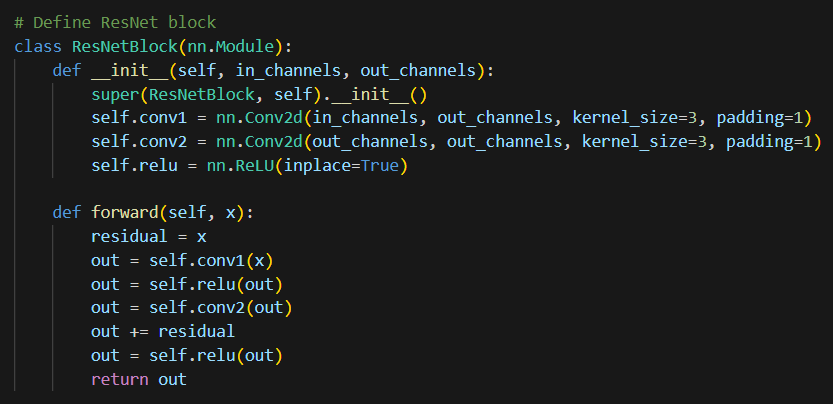 # Define ResNet block
class ResNetBlock(nn.Module):
    def __init__(self, in_channels, out_channels):
        super(ResNetBlock, self).__init__()
        self.conv1 = nn.Conv2d(in_channels, out_channels, kernel_size=3, padding=1)
        self.conv2 = nn.Conv2d(out_channels, out_channels, kernel_size=3, padding=1)
        self.relu = nn.ReLU(inplace=True)

    def forward(self, x):
        residual = x
        out = self.conv1(x)
        out = self.relu(out)
        out = self.conv2(out)
        out += residual
        out = self.relu(out)
        return out